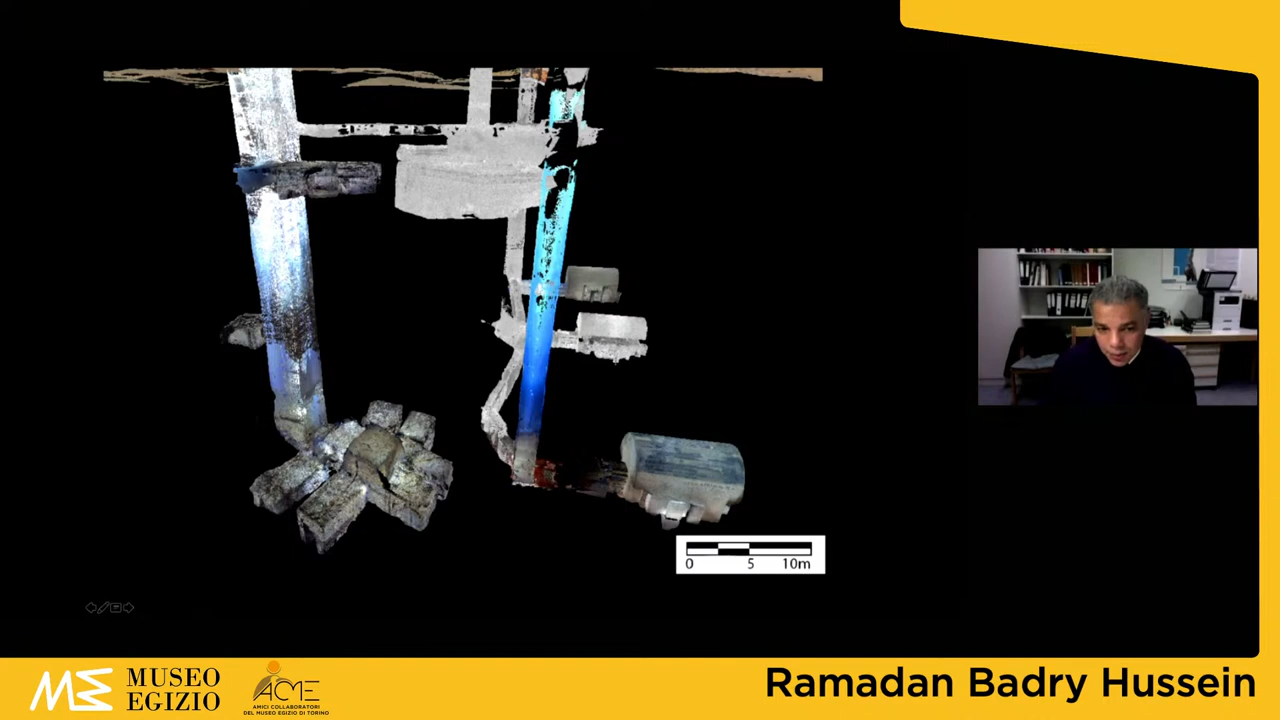 0 5 10m
MUSEO
EGIZIO
ACME
AMICI COLLABORATORI
DEL MUSEO EGIZIO DI TORINO
Ramadan Badry Hussein